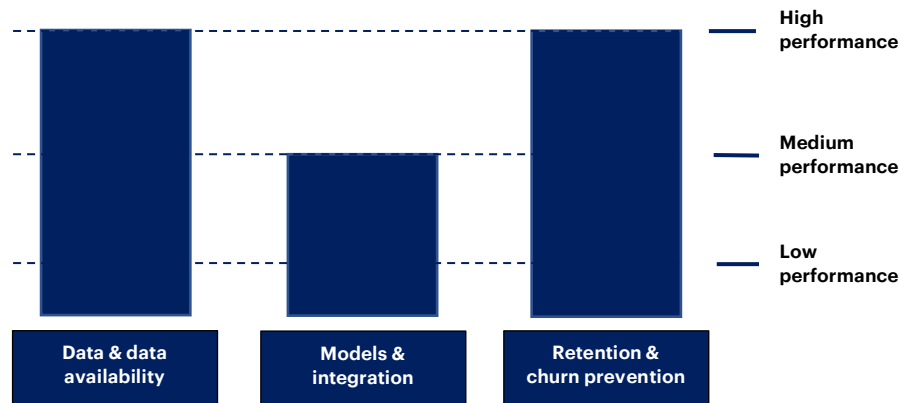 High
performance
Medium
performance
Low
performance
Data & data
availability
Models &
integration
Retention &
churn prevention